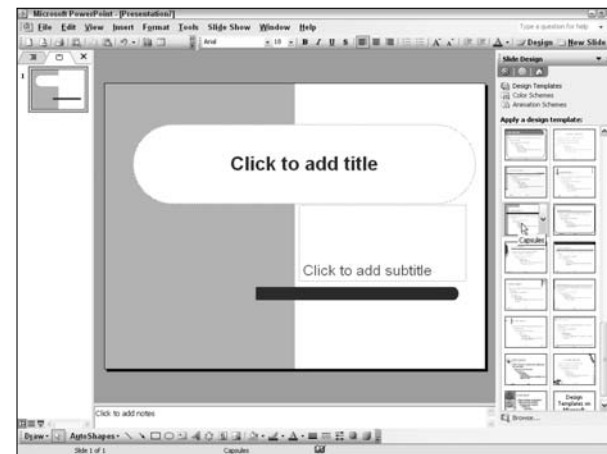 Microsoft PowerPoint - [Presentation7]
File Edit View Insert Format Tools Slide Show Window Help
Type a question for help
Arial 18 B I U S Design New Slide
Slide Design
Design Templates
Color Schemes
Animation Schemes
Apply a design template:
1
Click to add title
Click to add subtitle
Capsules
Design
Templates on
Microsoft
Browse...
Click to add notes
Draw AutoShapes
Slide 1 of 1 Capsules